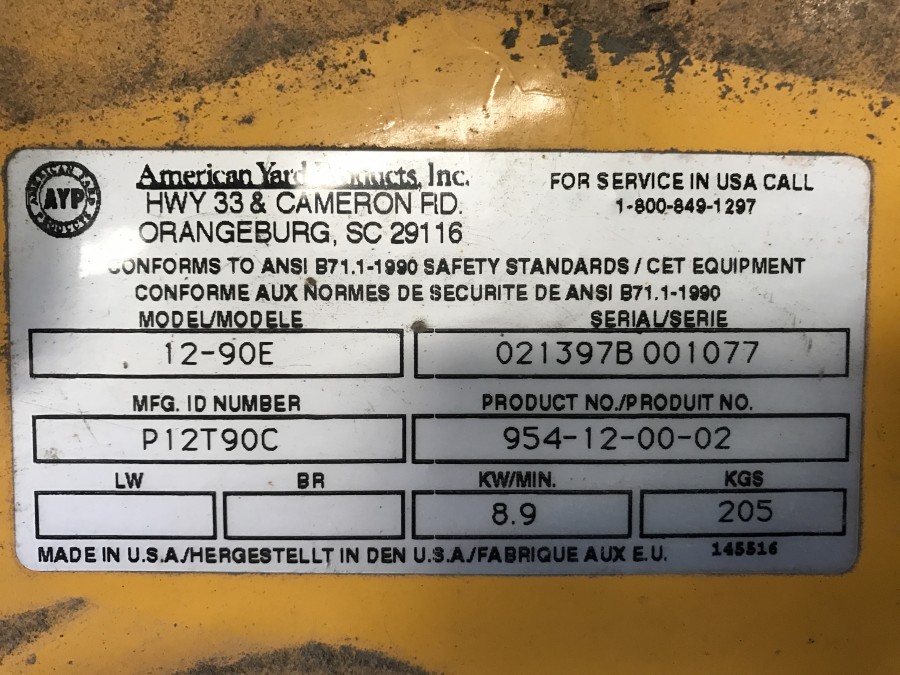 AMERICAN YARD PRODUCTS
AYP
American Yard Products, Inc.
HWY 33 & CAMERON RD.
ORANGEBURG, SC 29116
FOR SERVICE IN USA CALL
1-800-849-1297
CONFORMS TO ANSI B71.1-1990 SAFETY STANDARDS / CET EQUIPMENT
CONFORME AUX NORMES DE SECURITE DE ANSI B71.1-1990
MODEL/MODELE
SERIAL/SERIE
12-90E
021397B 001077
MFG. ID NUMBER
PRODUCT NO./PRODUIT NO.
P12T90C
954-12-00-02
LW
BR
KW/MIN.
KGS
8.9
205
MADE IN U.S.A/HERGESTELLT IN DEN U.S.A/FABRIQUE AUX E.U.
145516